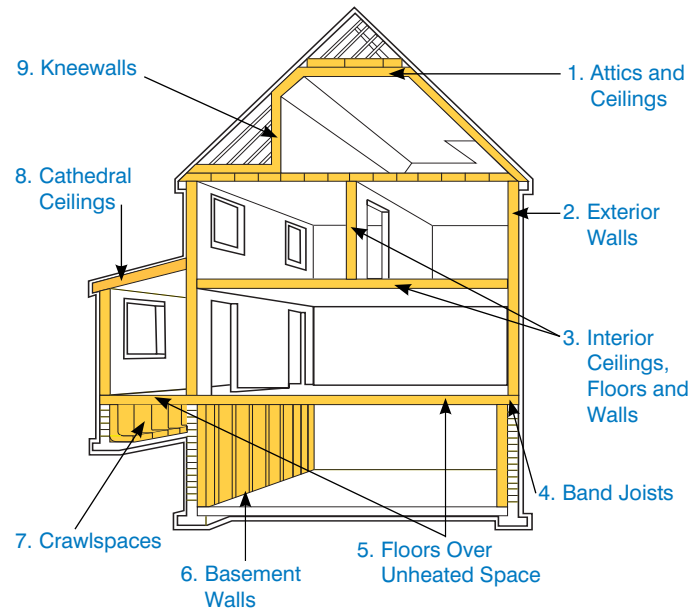 1. Attics and
Ceilings
2. Exterior
Walls
3. Interior
Ceilings,
Floors and
Walls
4. Band Joists
5. Floors Over
Unheated Space
6. Basement
Walls
7. Crawlspaces
8. Cathedral
Ceilings
9. Kneewalls